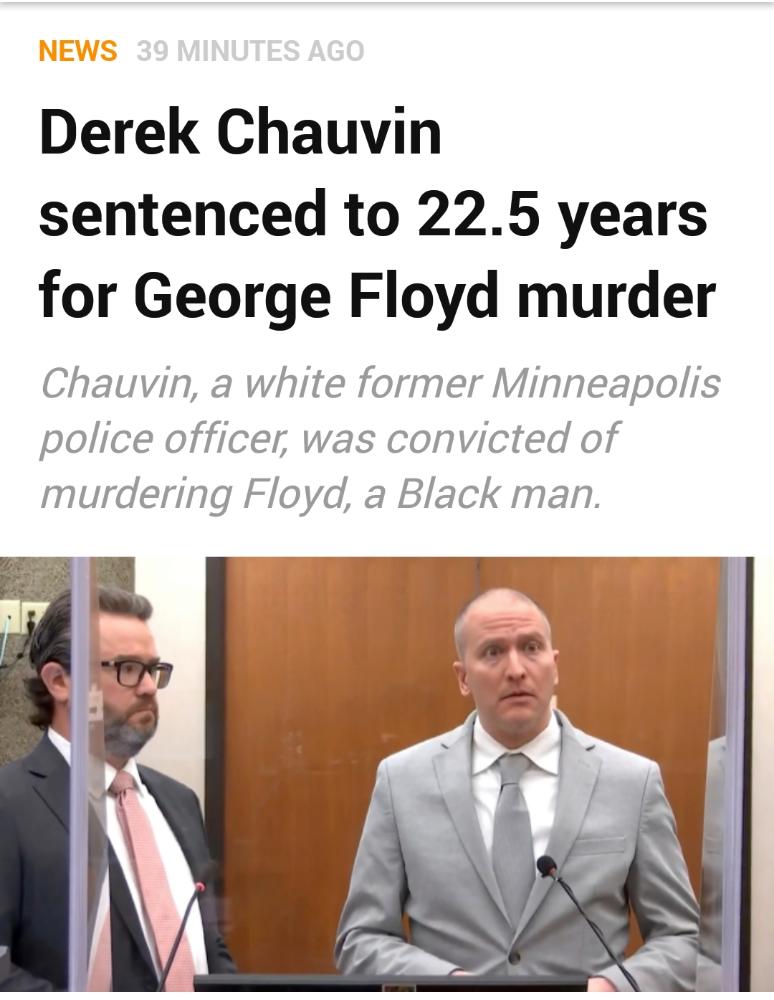 NEWS 39 MINUTES AGO
Derek Chauvin
sentenced to 22.5 years
for George Floyd murder
Chauvin, a white former Minneapolis
police officer, was convicted of
murdering Floyd, a Black man.